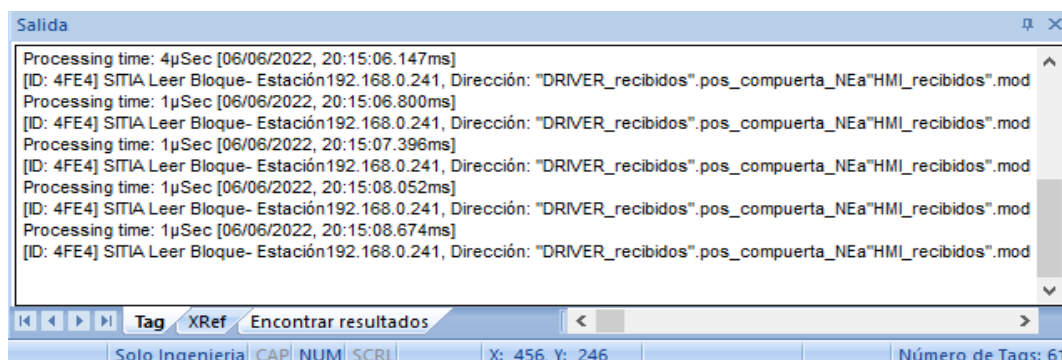 Salida
Processing time: 4µSec [06/06/2022, 20:15:06.147ms]
[ID: 4FE4] SITIA Leer Bloque- Estación192.168.0.241, Dirección: "DRIVER_recibidos".pos_compuerta_NEa"HMI_recibidos".mod
Processing time: 1µSec [06/06/2022, 20:15:06.800ms]
[ID: 4FE4] SITIA Leer Bloque- Estación192.168.0.241, Dirección: "DRIVER_recibidos".pos_compuerta_NEa"HMI_recibidos".mod
Processing time: 1µSec [06/06/2022, 20:15:07.396ms]
[ID: 4FE4] SITIA Leer Bloque- Estación192.168.0.241, Dirección: "DRIVER_recibidos".pos_compuerta_NEa"HMI_recibidos".mod
Processing time: 1µSec [06/06/2022, 20:15:08.052ms]
[ID: 4FE4] SITIA Leer Bloque- Estación192.168.0.241, Dirección: "DRIVER_recibidos".pos_compuerta_NEa"HMI_recibidos".mod
Processing time: 1µSec [06/06/2022, 20:15:08.674ms]
[ID: 4FE4] SITIA Leer Bloque- Estación192.168.0.241, Dirección: "DRIVER_recibidos".pos_compuerta_NEa"HMI_recibidos".mod
Tag XRef Encontrar resultados
Solo Ingenieria CAP NUM SCRL X: 456, Y: 246 Número de Tags: 61